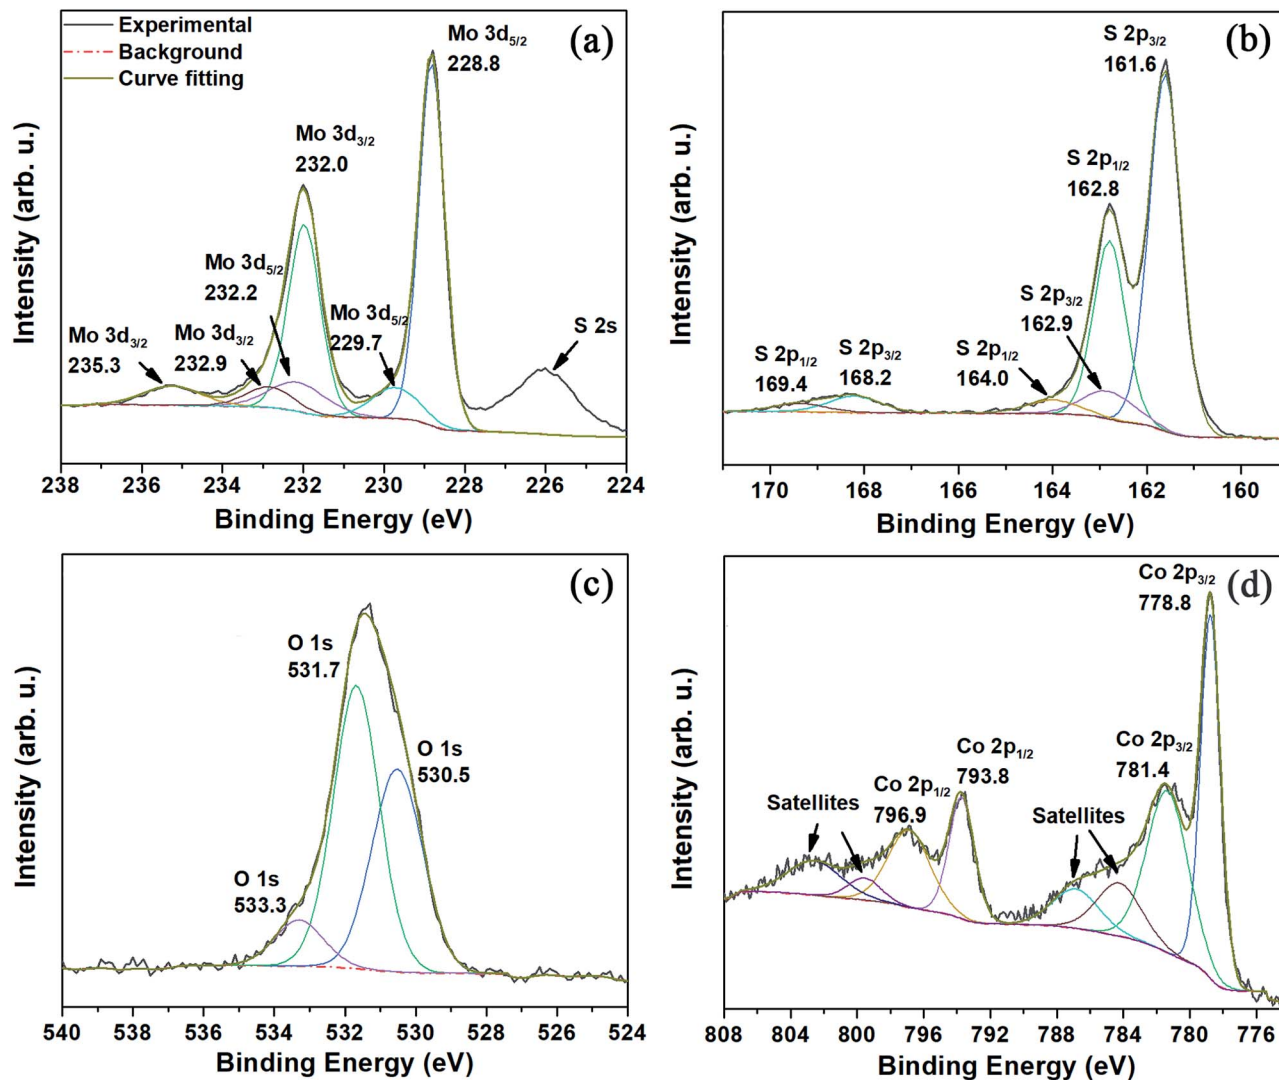 Experimental
Background
Curve fitting
(a)
Mo 3d5/2
228.8
Mo 3d3/2
232.0
Mo 3d5/2
232.2
Mo 3d5/2
229.7
Mo 3d3/2
235.3
Mo 3d3/2
232.9
S 2s
Intensity (arb. u.)
238 236 234 232 230 228 226 224
Binding Energy (eV)
(b)
S 2p3/2
161.6
S 2p1/2
162.8
S 2p3/2
162.9
S 2p1/2
164.0
S 2p3/2
168.2
S 2p1/2
169.4
Intensity (arb. u.)
170 168 166 164 162 160
Binding Energy (eV)
(c)
O 1s
531.7
O 1s
530.5
O 1s
533.3
Intensity (arb. u.)
540 538 536 534 532 530 528 526 524
Binding Energy (eV)
(d)
Co 2p3/2
778.8
Co 2p3/2
781.4
Co 2p1/2
793.8
Co 2p1/2
796.9
Satellites
Satellites
Intensity (arb. u.)
808 804 800 796 792 788 784 780 776
Binding Energy (eV)